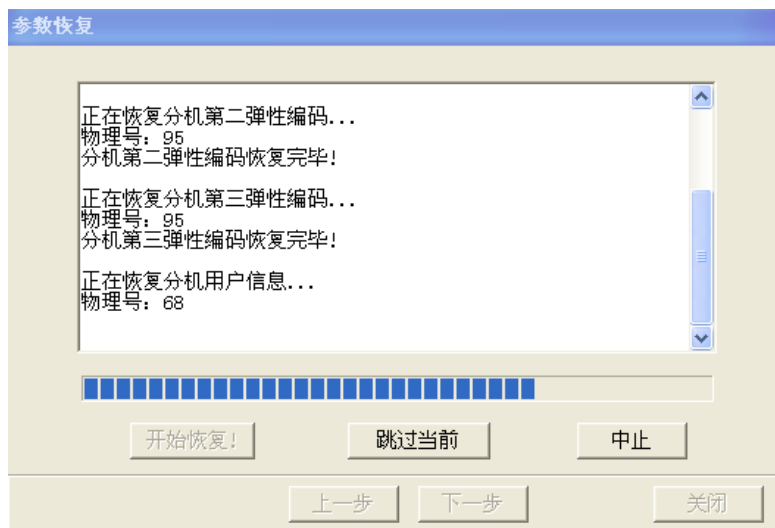 参数恢复
正在恢复分机第二弹性编码...
物理号：95
分机第二弹性编码恢复完毕!
正在恢复分机第三弹性编码...
物理号：95
分机第三弹性编码恢复完毕!
正在恢复分机用户信息...
物理号：68
开始恢复!
跳过当前
中止
上一步
下一步
关闭